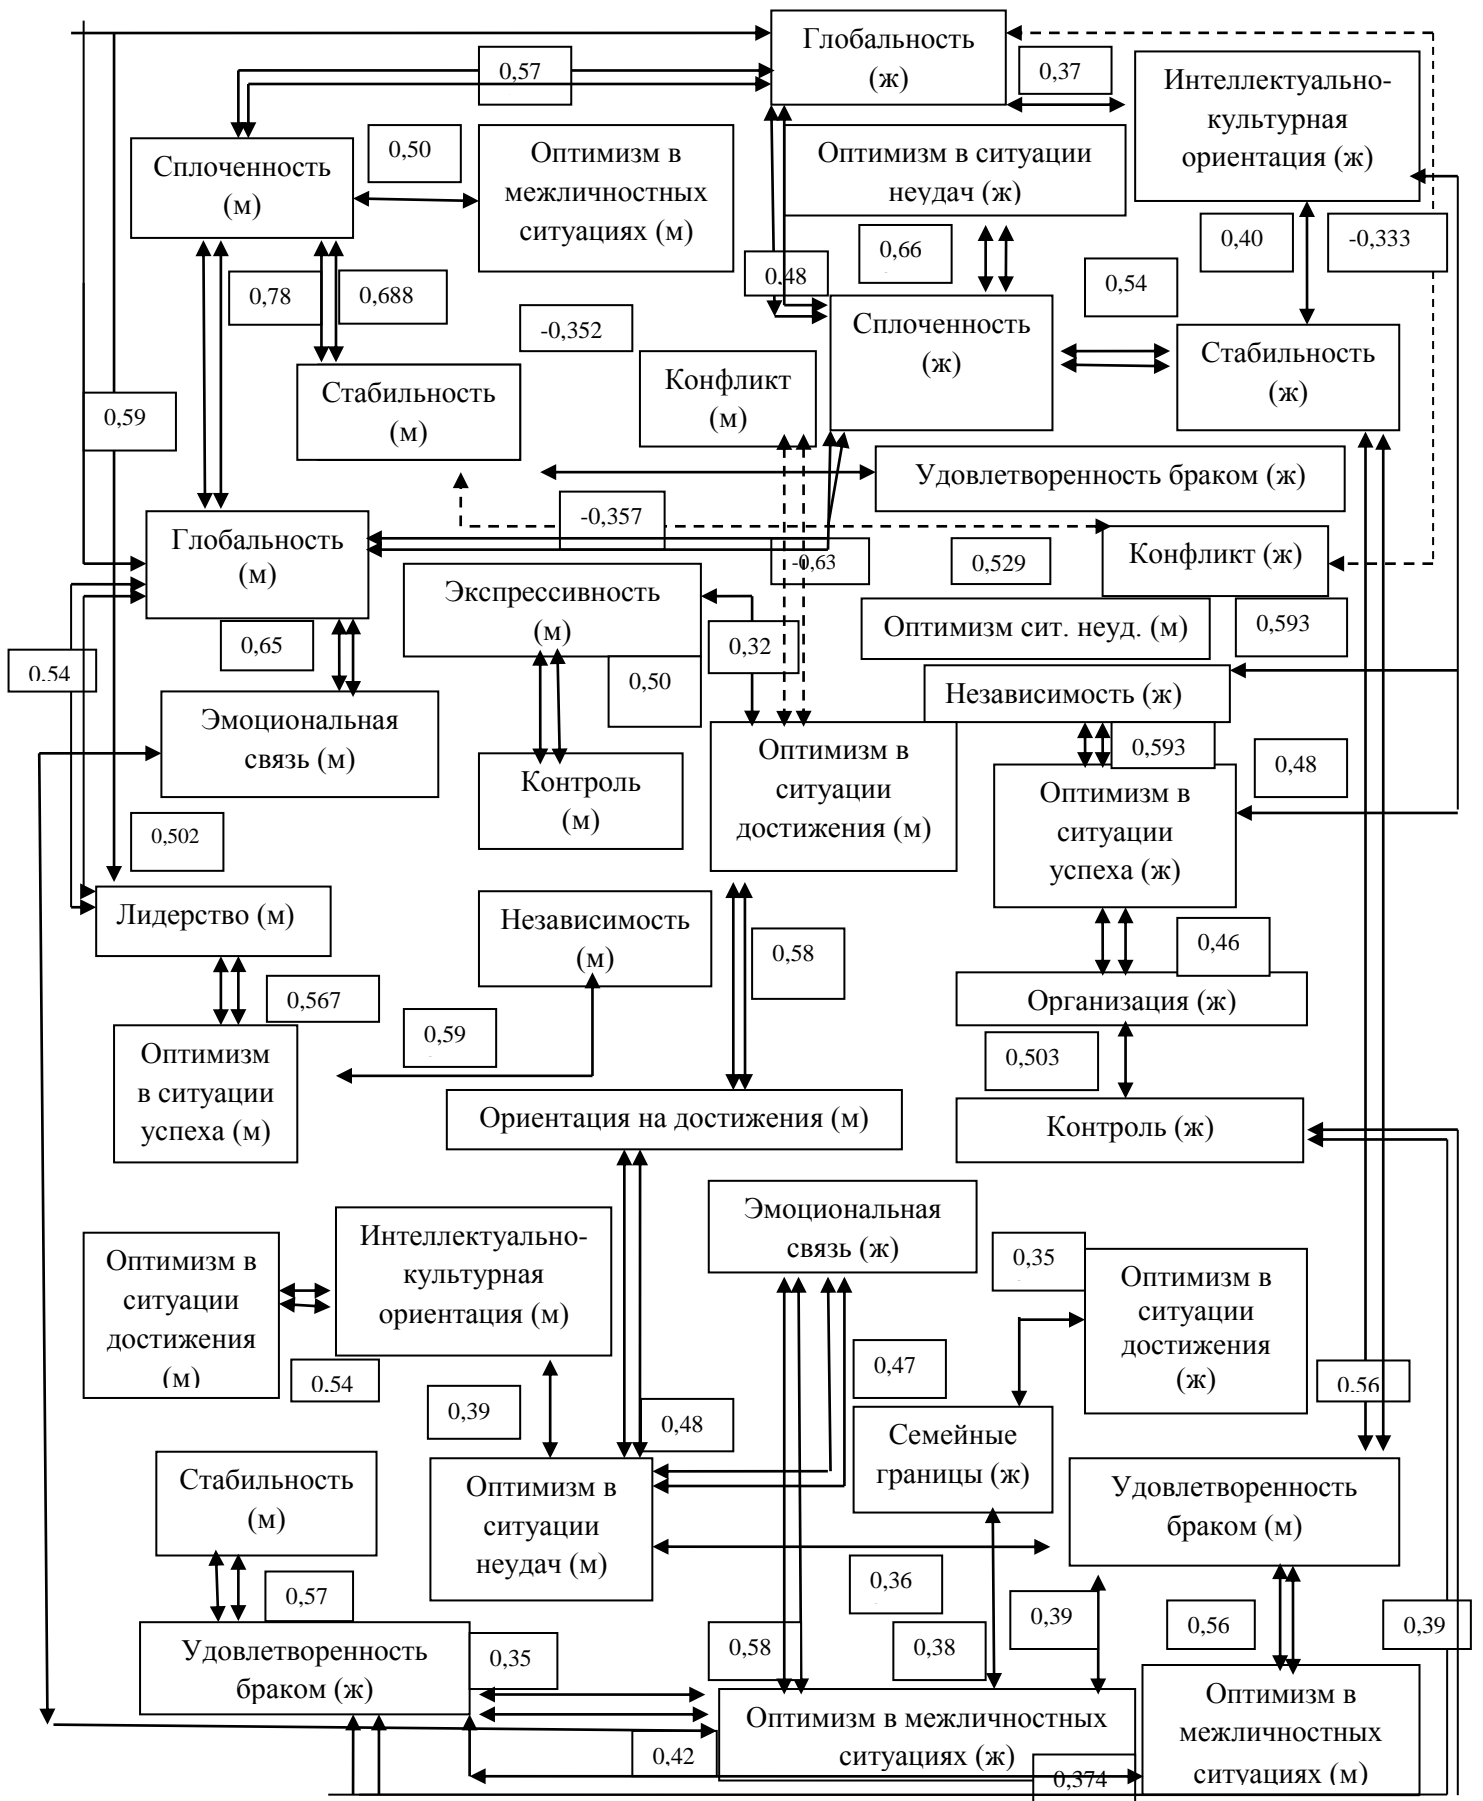 Глобальность
(ж)
0,57
0,37
Интеллектуально-
культурная
ориентация (ж)
Сплоченность
(м)
0,50
Оптимизм в
межличностных
ситуациях (м)
Оптимизм в ситуации
неудач (ж)
0,66
0,40
-0,333
0,78
0,688
0,48
0,54
-0,352
Сплоченность
(ж)
Стабильность
(ж)
Стабильность
(м)
Конфликт
(м)
0,59
Удовлетворенность браком (ж)
-0,357
Глобальность
(м)
-0,63
0,529
Конфликт (ж)
Экспрессивность
(м)
Оптимизм сит. неуд. (м)
0,593
0,65
0,32
0,54
0,50
Независимость (ж)
Эмоциональная
связь (м)
Контроль
(м)
Оптимизм в
ситуации
достижения (м)
0,593
0,48
Оптимизм в
ситуации
успеха (ж)
0,502
Лидерство (м)
Независимость
(м)
0,58
0,46
0,567
Организация (ж)
Оптимизм
в ситуации
успеха (м)
0,59
0,503
Ориентация на достижения (м)
Контроль (ж)
Эмоциональная
связь (ж)
Интеллектуально-
культурная
ориентация (м)
Оптимизм в
ситуации
достижения
(м)
0,35
Оптимизм в
ситуации
достижения
(ж)
0,54
0,39
0,48
0,47
0,56
Семейные
границы (ж)
Стабильность
(м)
Оптимизм в
ситуации
неудач (м)
Удовлетворенность
браком (м)
0,57
0,36
0,39
0,56
0,39
Удовлетворенность
браком (ж)
0,35
0,58
0,38
Оптимизм в межличностных
ситуациях (ж)
Оптимизм в
межличностных
ситуациях (м)
0,42
0,374